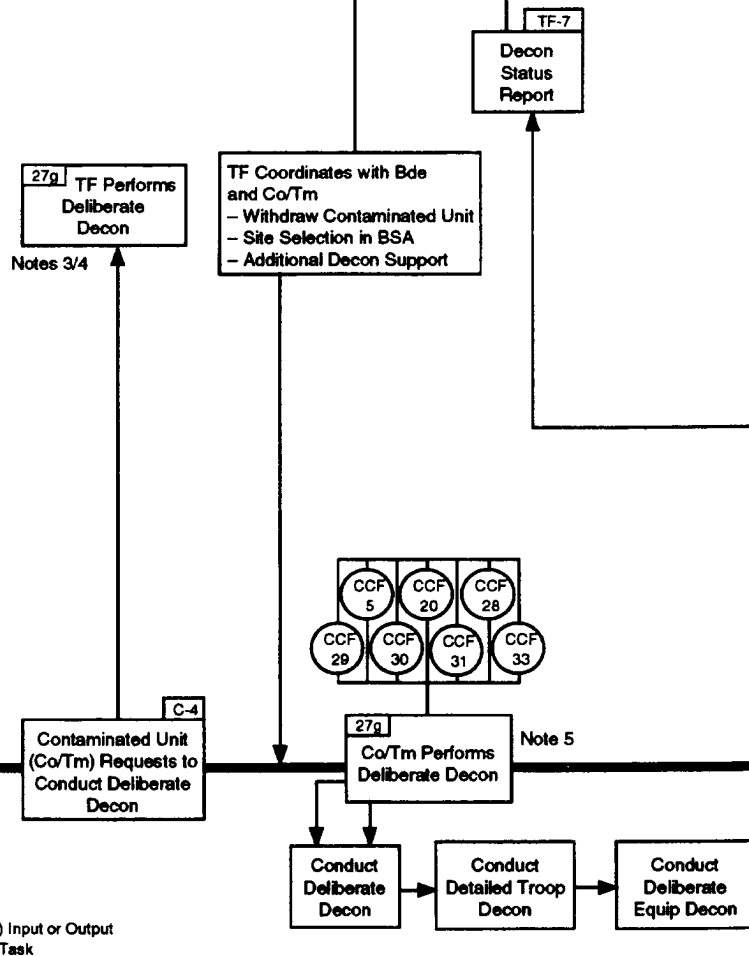 TF-7
Decon
Status
Report
27g
TF Performs
Deliberate
Decon
Notes 3/4
TF Coordinates with Bde
and Co/Tm
– Withdraw Contaminated Unit
– Site Selection in BSA
– Additional Decon Support
CCF
5
CCF
20
CCF
28
CCF
29
CCF
30
CCF
31
CCF
33
C-4
Contaminated Unit
(Co/Tm) Requests to
Conduct Deliberate
Decon
27g
Co/Tm Performs
Deliberate Decon
Note 5
Conduct
Deliberate
Decon
Conduct
Detailed Troop
Decon
Conduct
Deliberate
Equip Decon
) Input or Output
Task